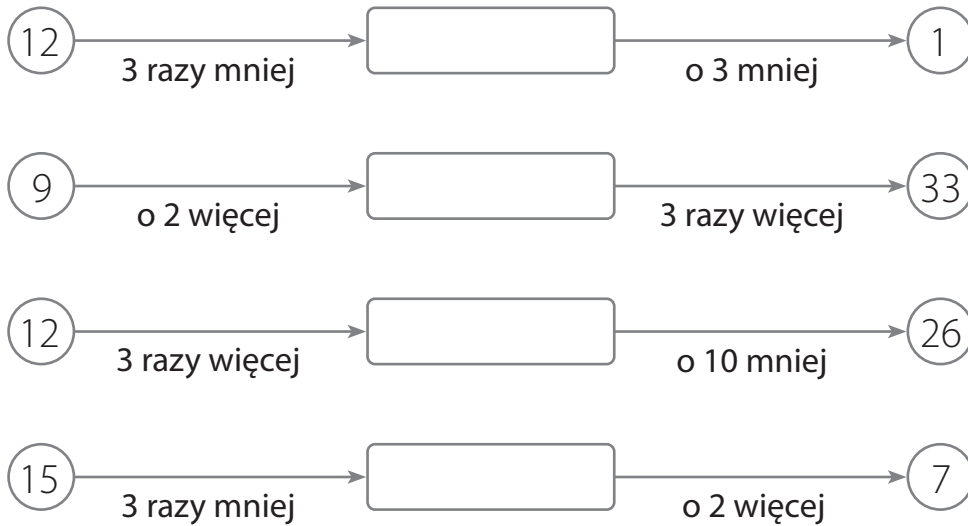 12 1
3 razy mniej o 3 mniej
9 33
o 2 więcej 3 razy więcej
12 26
3 razy więcej o 10 mniej
15 7
3 razy mniej o 2 więcej